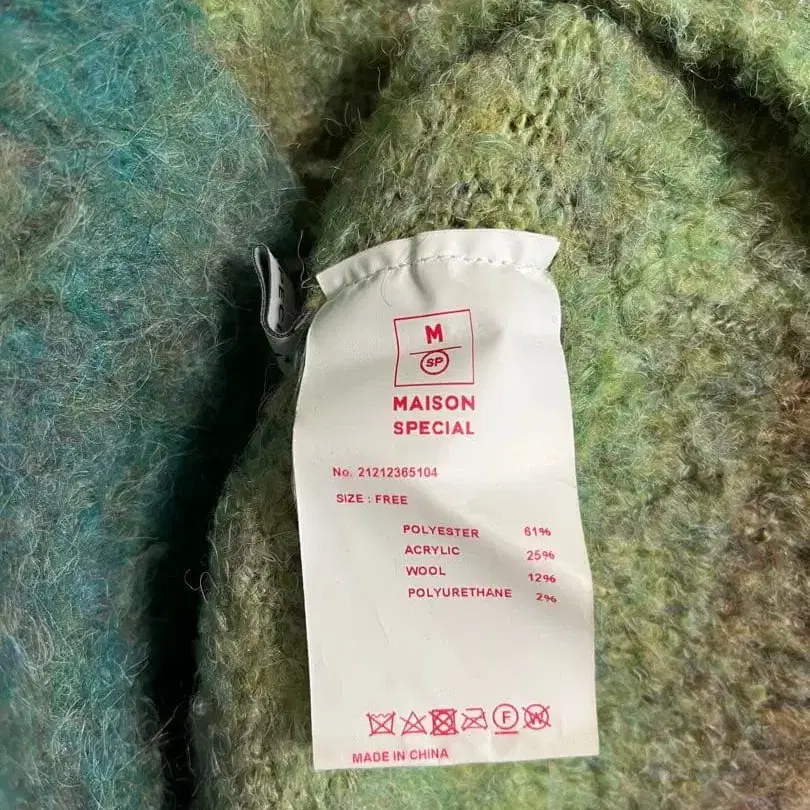 M
SP
MAISON
SPECIAL
No. 21212365104
SIZE : FREE
POLYESTER 61%
ACRYLIC 25%
WOOL 12%
POLYURETHANE 2%
F
W
MADE IN CHINA